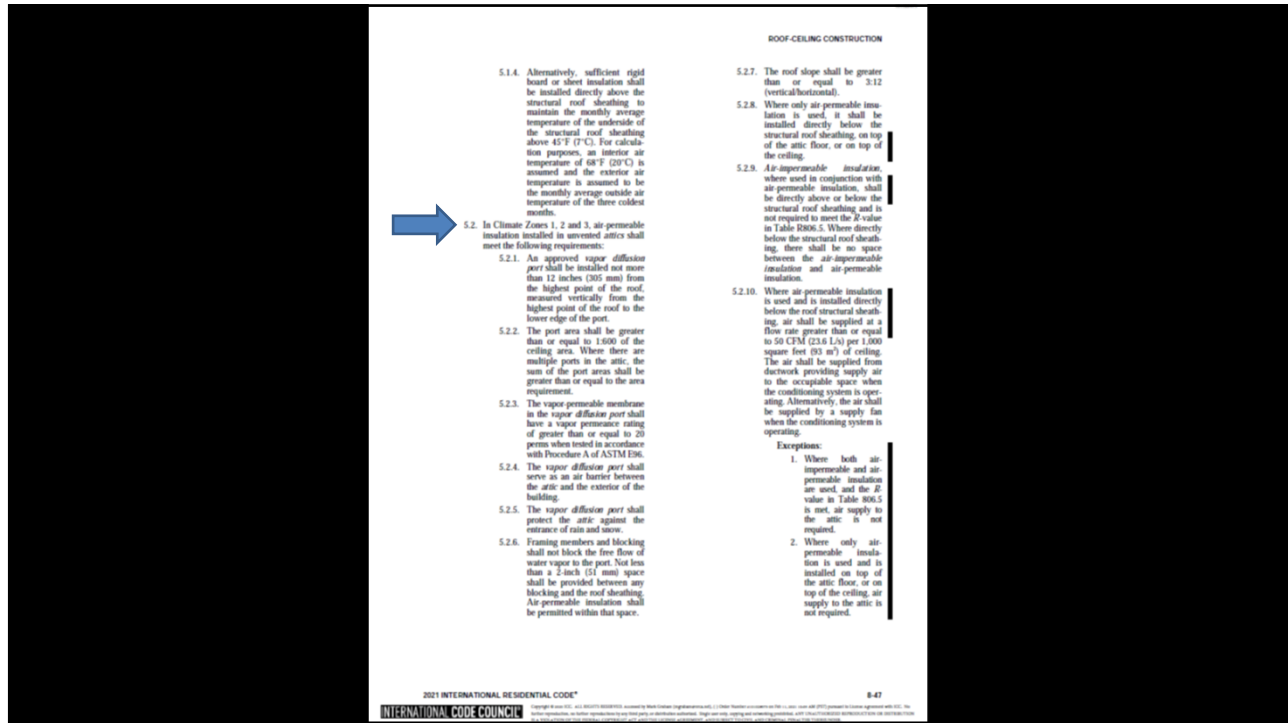 ROOF-CEILING CONSTRUCTION
5.1.4. Alternatively, sufficient rigid
board or sheet insulation shall
be installed directly above the
structural roof sheathing to
maintain the monthly average
temperature of the underside of
the structural roof sheathing
above 45°F (7°C). For calcula-
tion purposes, an interior air
temperature of 68°F (20°C) is
assumed and the exterior air
temperature is assumed to be
the monthly average outside air
temperature of the three coldest
months.
5.2. In Climate Zones 1, 2 and 3, air-permeable
insulation installed in unvented attics shall
meet the following requirements:
5.2.1. An approved vapor diffusion
port shall be installed not more
than 12 inches (305 mm) from
the highest point of the roof,
measured vertically from the
highest point of the roof to the
lower edge of the port.
5.2.2. The port area shall be greater
than or equal to 1:600 of the
ceiling area. Where there are
multiple ports in the attic, the
sum of the port areas shall be
greater than or equal to the area
requirement.
5.2.3. The vapor-permeable membrane
in the vapor diffusion port shall
have a vapor permeance rating
of greater than or equal to 20
perms when tested in accordance
with Procedure A of ASTM E96.
5.2.4. The vapor diffusion port shall
serve as an air barrier between
the attic and the exterior of the
building.
5.2.5. The vapor diffusion port shall
protect the attic against the
entrance of rain and snow.
5.2.6. Framing members and blocking
shall not block the free flow of
water vapor to the port. Not less
than a 2-inch (51 mm) space
shall be provided between any
blocking and the roof sheathing.
Air-permeable insulation shall
be permitted within that space.
5.2.7. The roof slope shall be greater
than or equal to 3:12
(vertical/horizontal).
5.2.8. Where only air-permeable insu-
lation is used, it shall be
installed directly below the
structural roof sheathing, on top
of the attic floor, or on top of
the ceiling.
5.2.9. Air-impermeable insulation,
where used in conjunction with
air-permeable insulation, shall
be directly above or below the
structural roof sheathing and is
not required to meet the R-value
in Table R806.5. Where directly
below the structural roof sheath-
ing, there shall be no space
between the air-impermeable
insulation and air-permeable
insulation.
5.2.10. Where air-permeable insulation
is used and is installed directly
below the roof structural sheath-
ing, air shall be supplied at a
flow rate greater than or equal
to 50 CFM (23.6 L/s) per 1,000
square feet (93 m²) of ceiling.
The air shall be supplied from
ductwork providing supply air
to the occupiable space when
the conditioning system is oper-
ating. Alternatively, the air shall
be supplied by a supply fan
when the conditioning system is
operating.
Exceptions:
1. Where both air-
impermeable and air-
permeable insulation
are used, and the R-
value in Table 806.5
is met, air supply to
the attic is not
required.
2. Where only air-
permeable insula-
tion is used and is
installed on top of
the attic floor, or on
top of the ceiling, air
supply to the attic is
not required.
2021 INTERNATIONAL RESIDENTIAL CODE®
8-47
INTERNATIONAL CODE COUNCIL